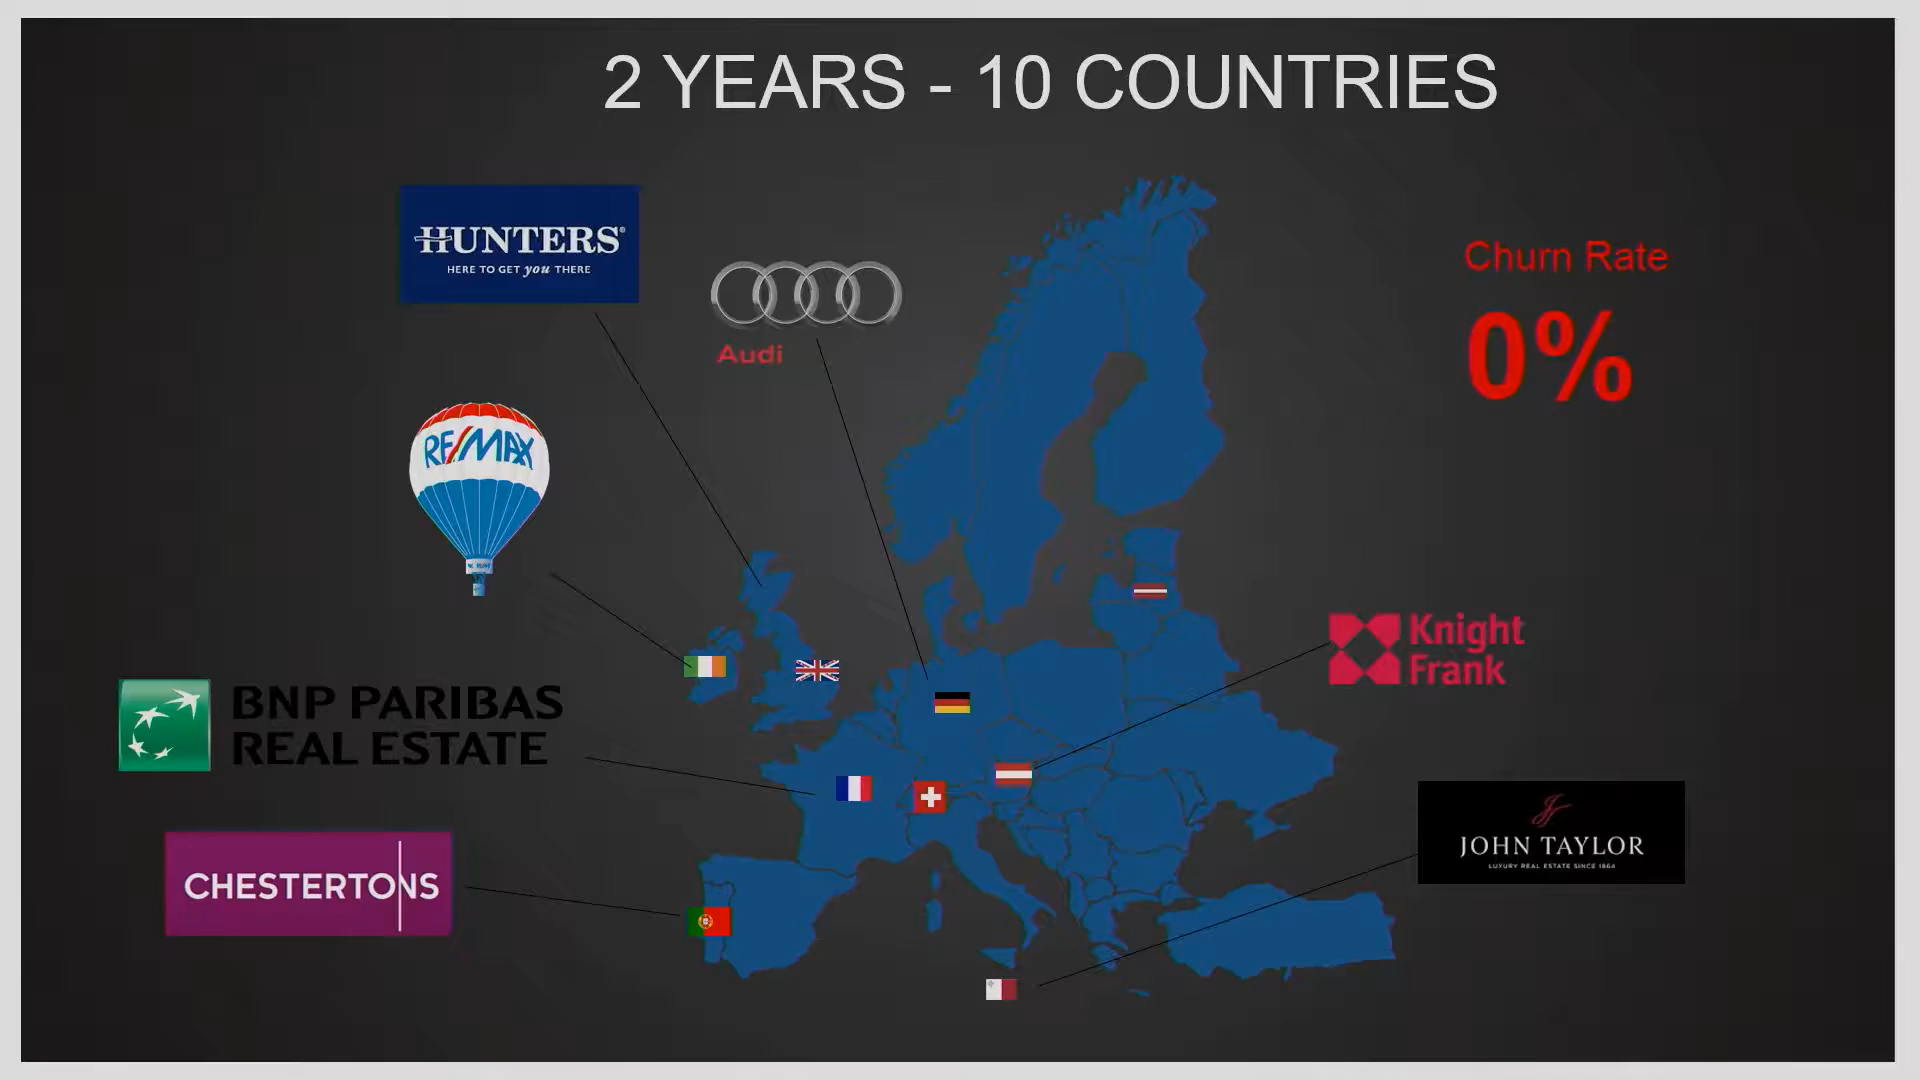 2 YEARS - 10 COUNTRIES
HUNTERS®
HERE TO GET you THERE
Audi
Churn Rate
0%
RE/MAX
Knight
Frank
BNP PARIBAS
REAL ESTATE
CHESTERTONS
JOHN TAYLOR
LUXURY REAL ESTATE SINCE 1864